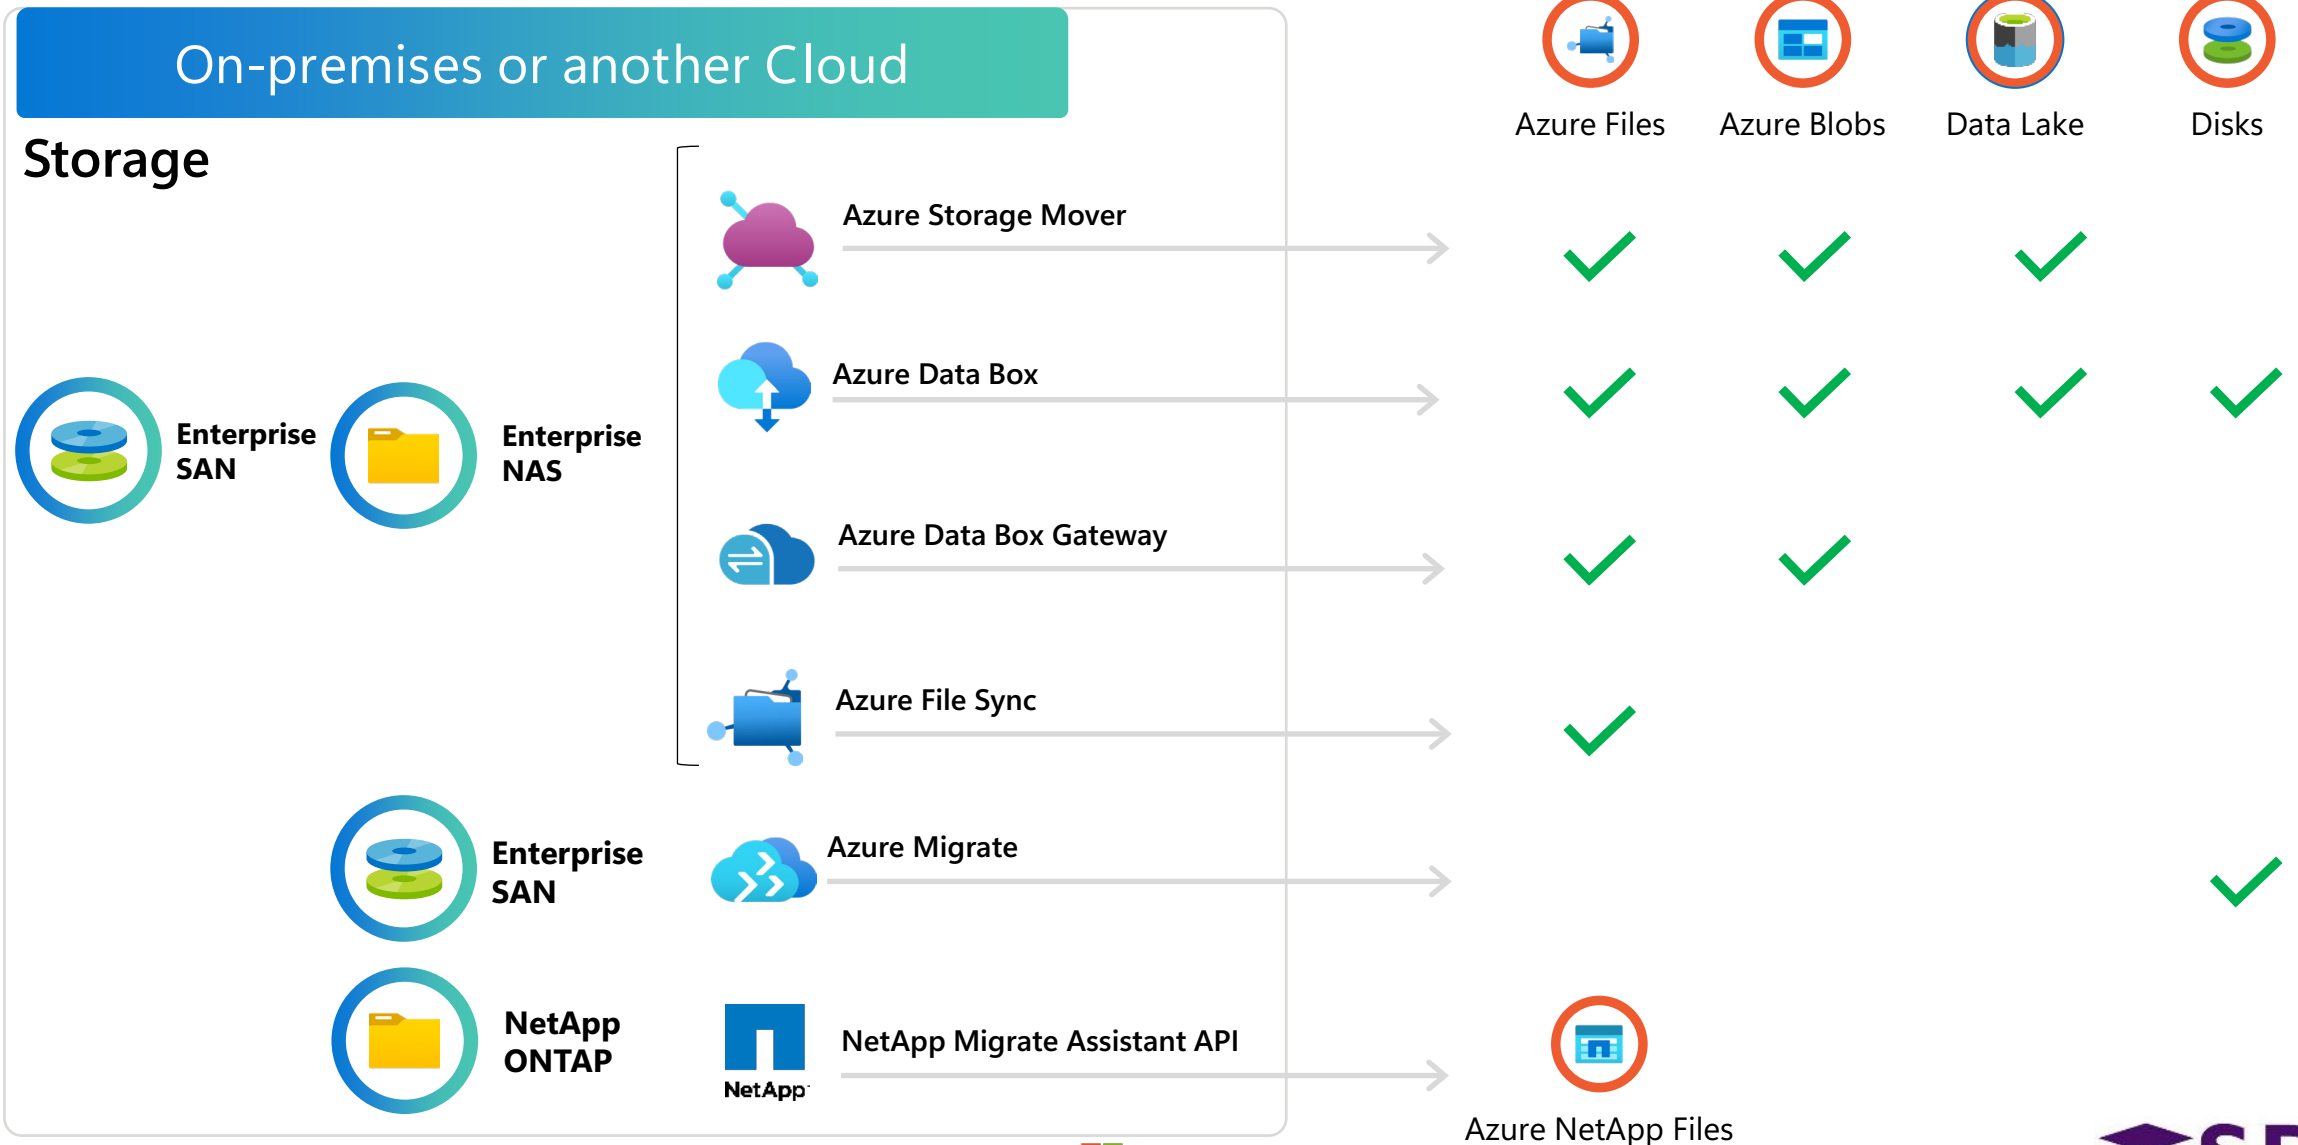 On-premises or another Cloud
Azure Files
Azure Blobs
Data Lake
Disks
Storage
Azure Storage Mover
Azure Data Box
Enterprise
SAN
Enterprise
NAS
Azure Data Box Gateway
Azure File Sync
Enterprise
SAN
Azure Migrate
NetApp
ONTAP
NetApp
NetApp Migrate Assistant API
Azure NetApp Files